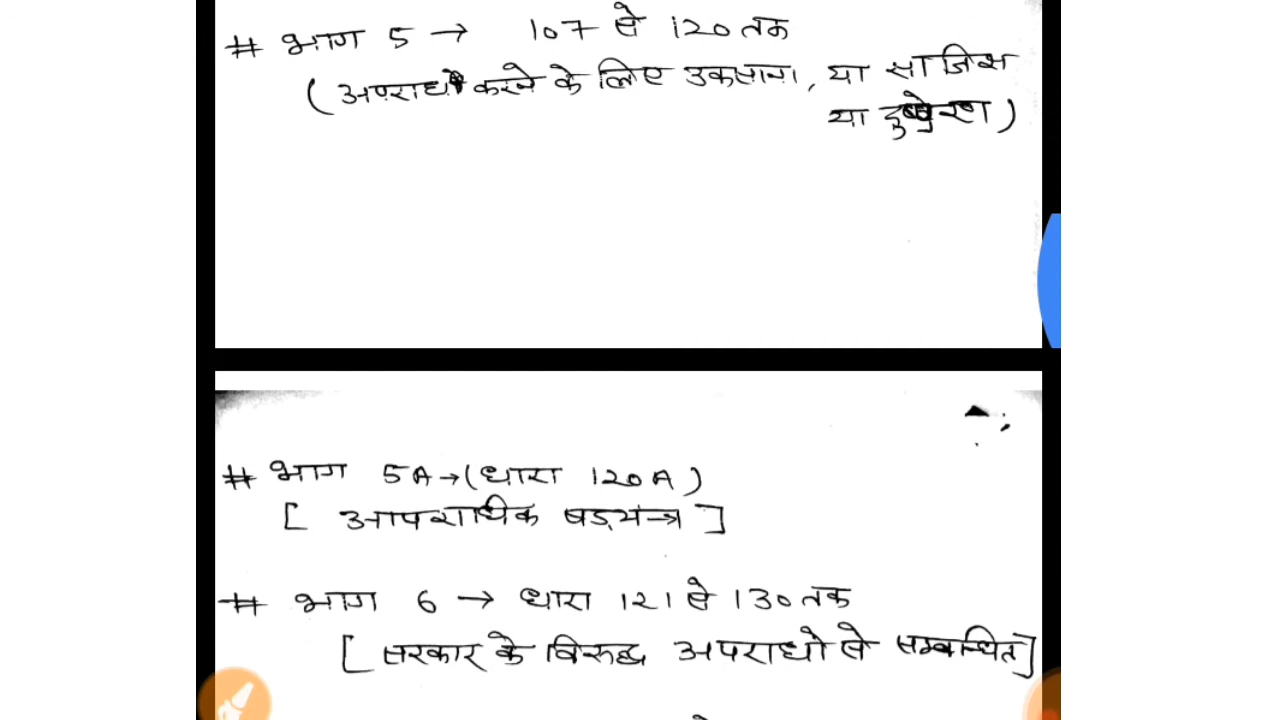 # भाग 5 → 107 से 120 तक
( अपराध करने के लिए उकसाना, या साजिश
या दुष्प्रेरण )
# भाग 5A → ( धारा 120A )
[ आपराधिक षड्यन्त्र ]
# भाग 6 → धारा 121 से 130 तक
[ सरकार के विरुद्ध अपराधो से सम्बन्धित ]